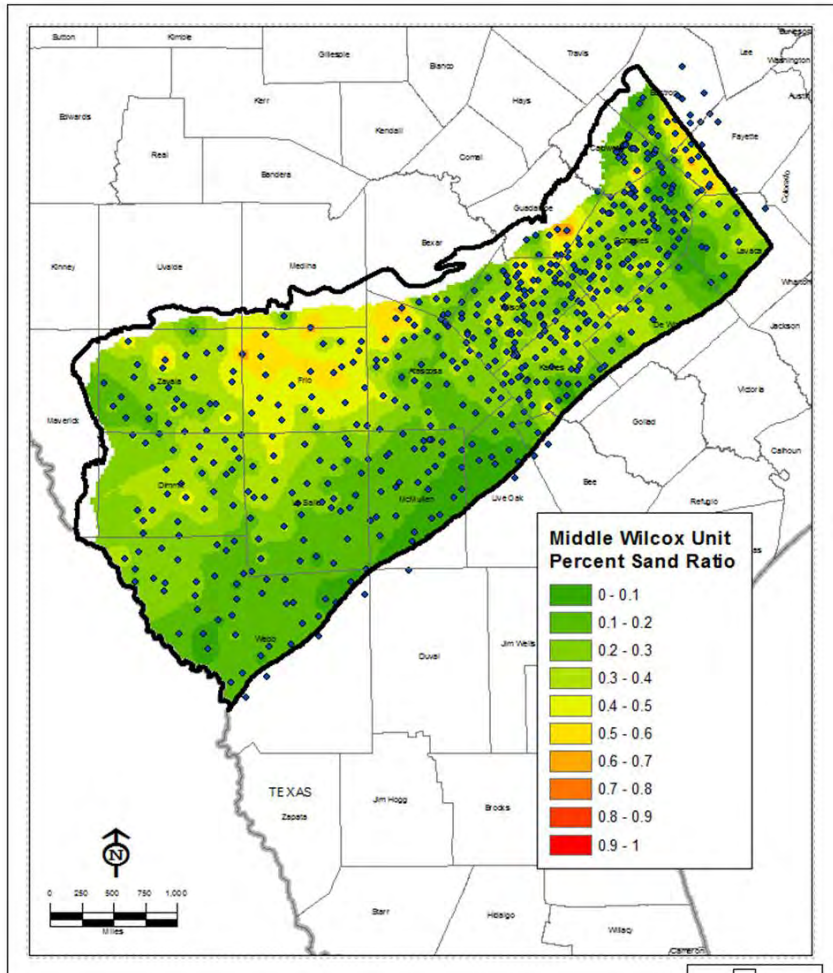 Sutton
Kimble
Gillespie
Blanco
Travis
Lee
Burleson
Washington
Edwards
Kerr
Hays
Bastrop
Austin
Real
Kendall
Caldwell
Fayette
Bandera
Comal
Colorado
Guadalupe
Kinney
Uvalde
Medina
Bexar
Gonzales
Lavaca
Wharton
Wilson
De Witt
Jackson
Maverick
Zavala
Frio
Atascosa
Karnes
Victoria
Goliad
Calhoun
Dimmit
La Salle
McMullen
Live Oak
Bee
Refugio
Middle Wilcox Unit
Percent Sand Ratio
0 - 0.1
0.1 - 0.2
0.2 - 0.3
0.3 - 0.4
0.4 - 0.5
0.5 - 0.6
0.6 - 0.7
0.7 - 0.8
0.8 - 0.9
0.9 - 1
Webb
Duval
Jim Wells
TEXAS
Zapata
Jim Hogg
Brooks
N
0 250 500 750 1,000
Miles
Starr
Hidalgo
Willacy
Cameron